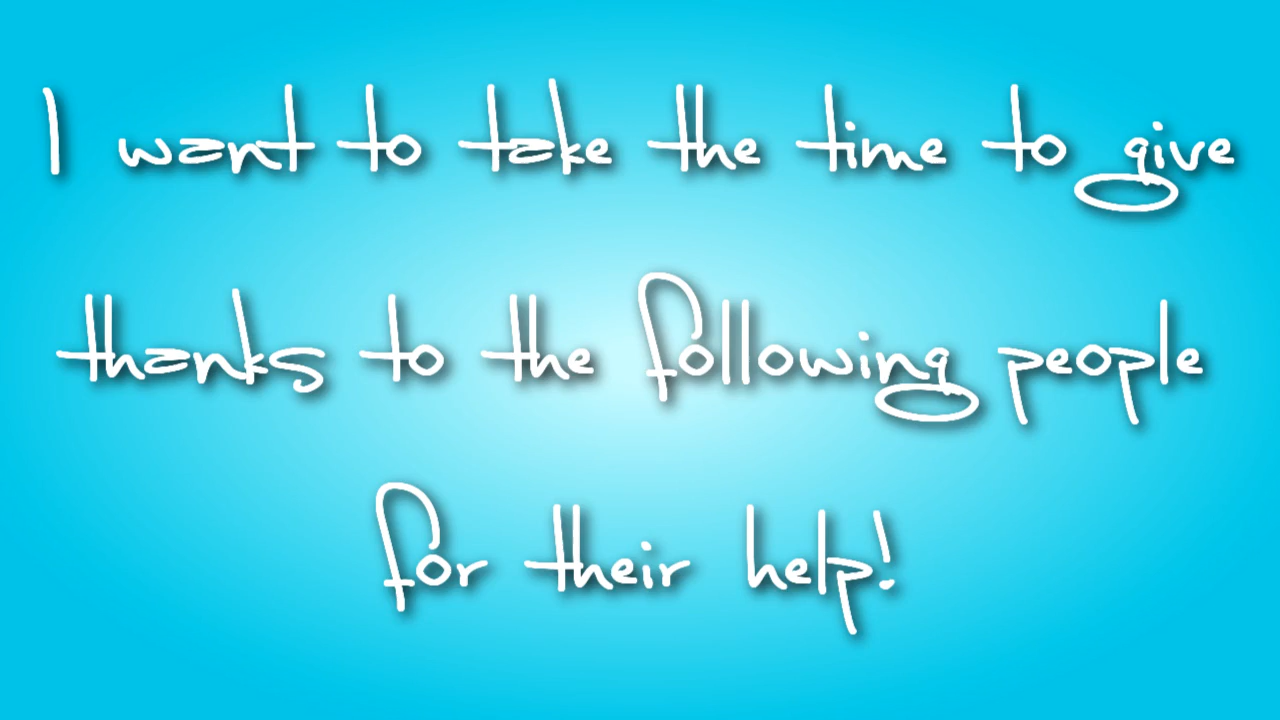 I want to take the time to give
thanks to the following people
for their help!